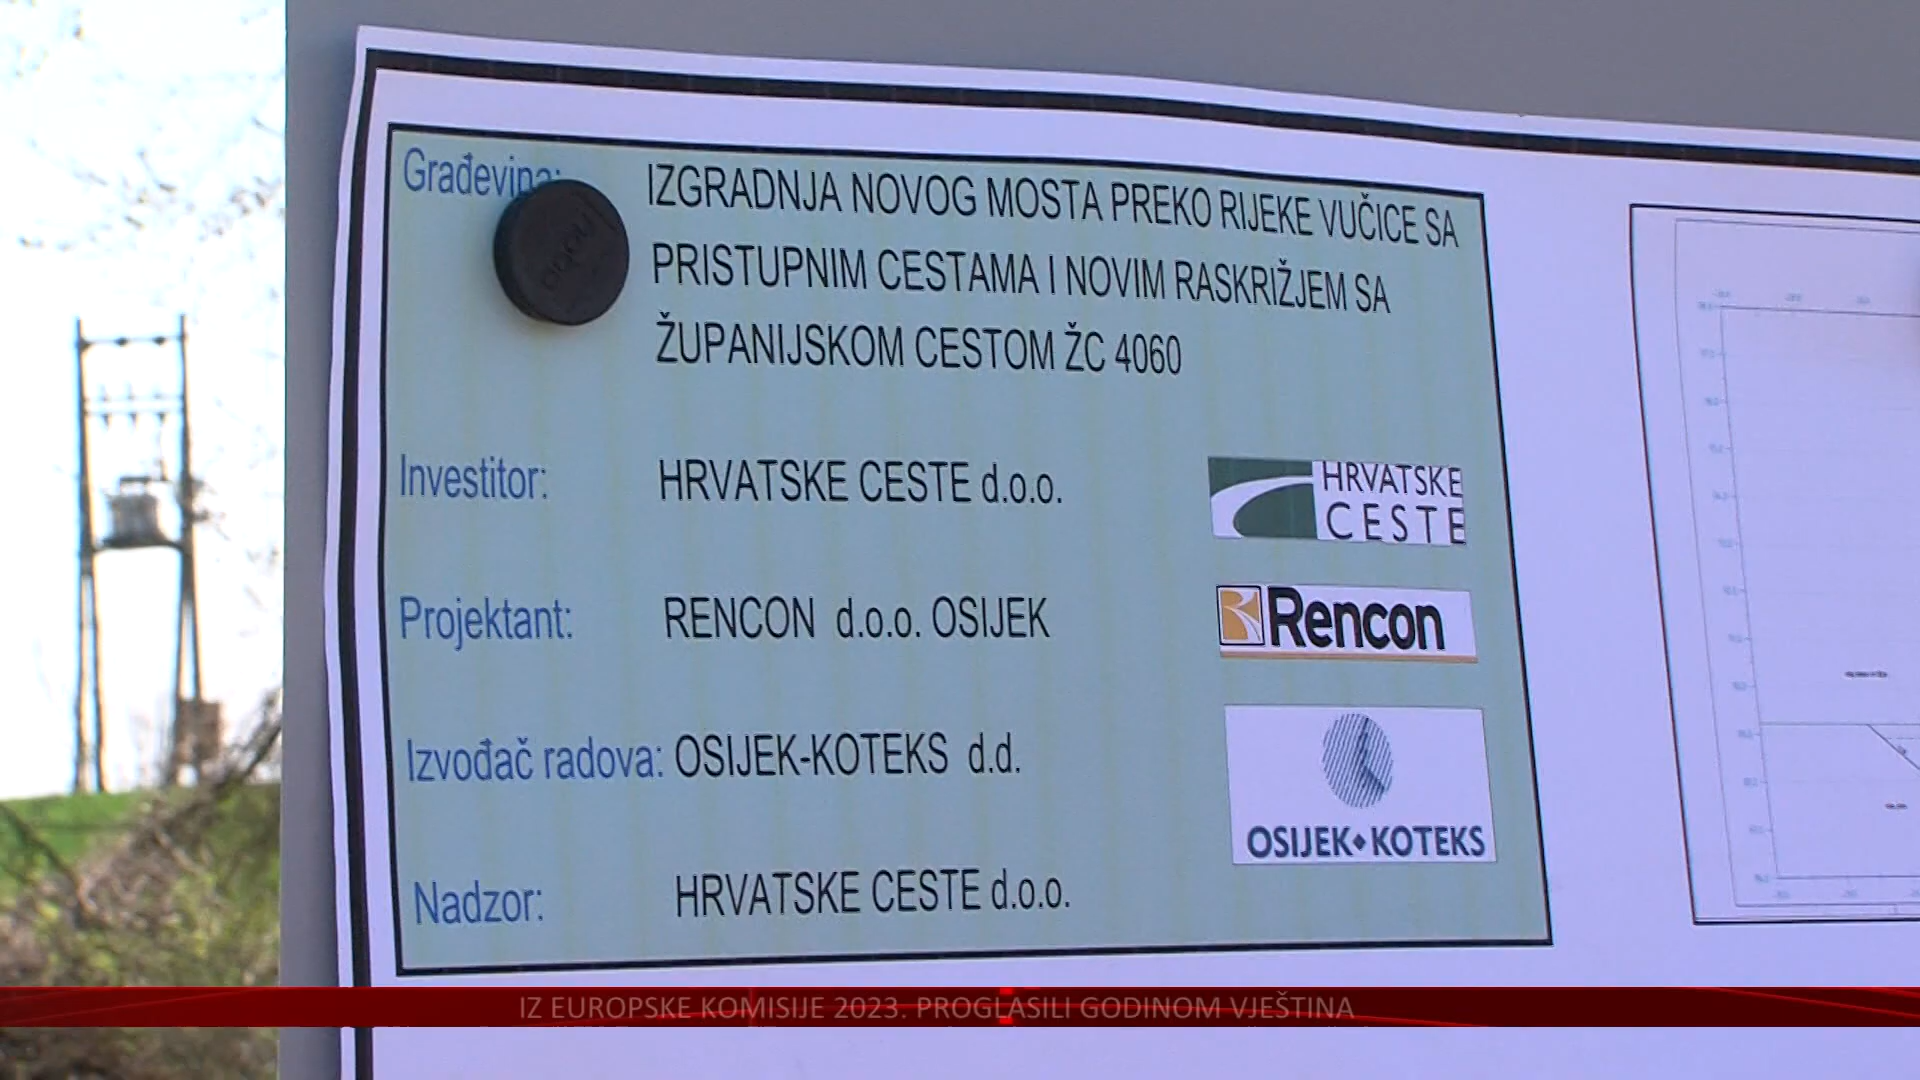 Građevina:
IZGRADNJA NOVOG MOSTA PREKO RIJEKE VUČICE SA
PRISTUPNIM CESTAMA I NOVIM RASKRIŽJEM SA
ŽUPANIJSKOM CESTOM ŽC 4060
Investitor: HRVATSKE CESTE d.o.o.
HRVATSKE
CESTE
Projektant: RENCON d.o.o. OSIJEK
Rencon
Izvođač radova: OSIJEK-KOTEKS d.d.
OSIJEK◆KOTEKS
Nadzor: HRVATSKE CESTE d.o.o.
IZ EUROPSKE KOMISIJE 2023. PROGLASILI GODINOM VJEŠTINA